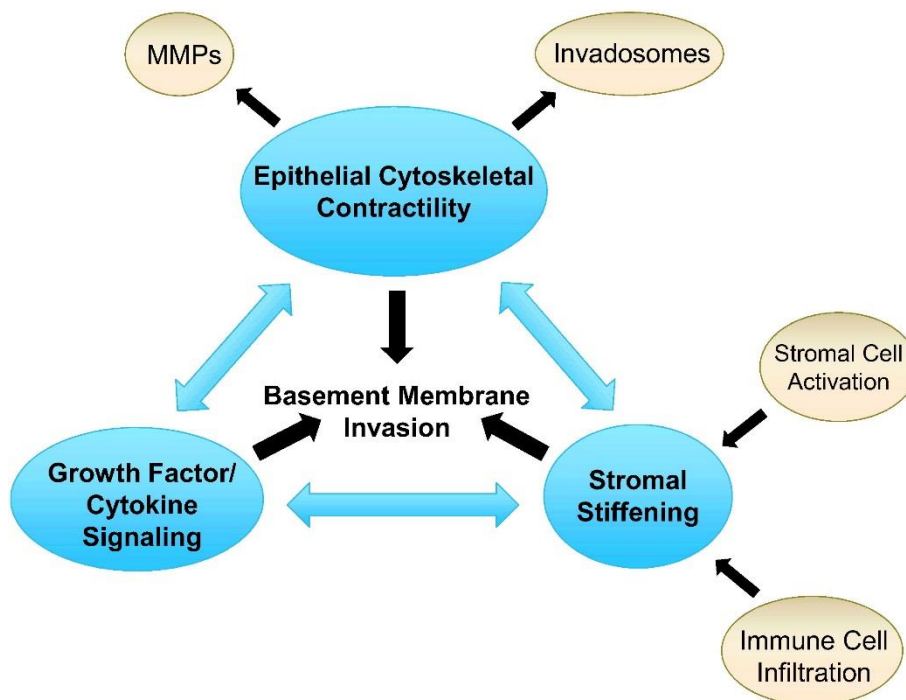 MMPs
Invadosomes
Epithelial Cytoskeletal
Contractility
Stromal Cell
Activation
Basement Membrane
Invasion
Growth Factor/
Cytokine
Signaling
Stromal
Stiffening
Immune Cell
Infiltration